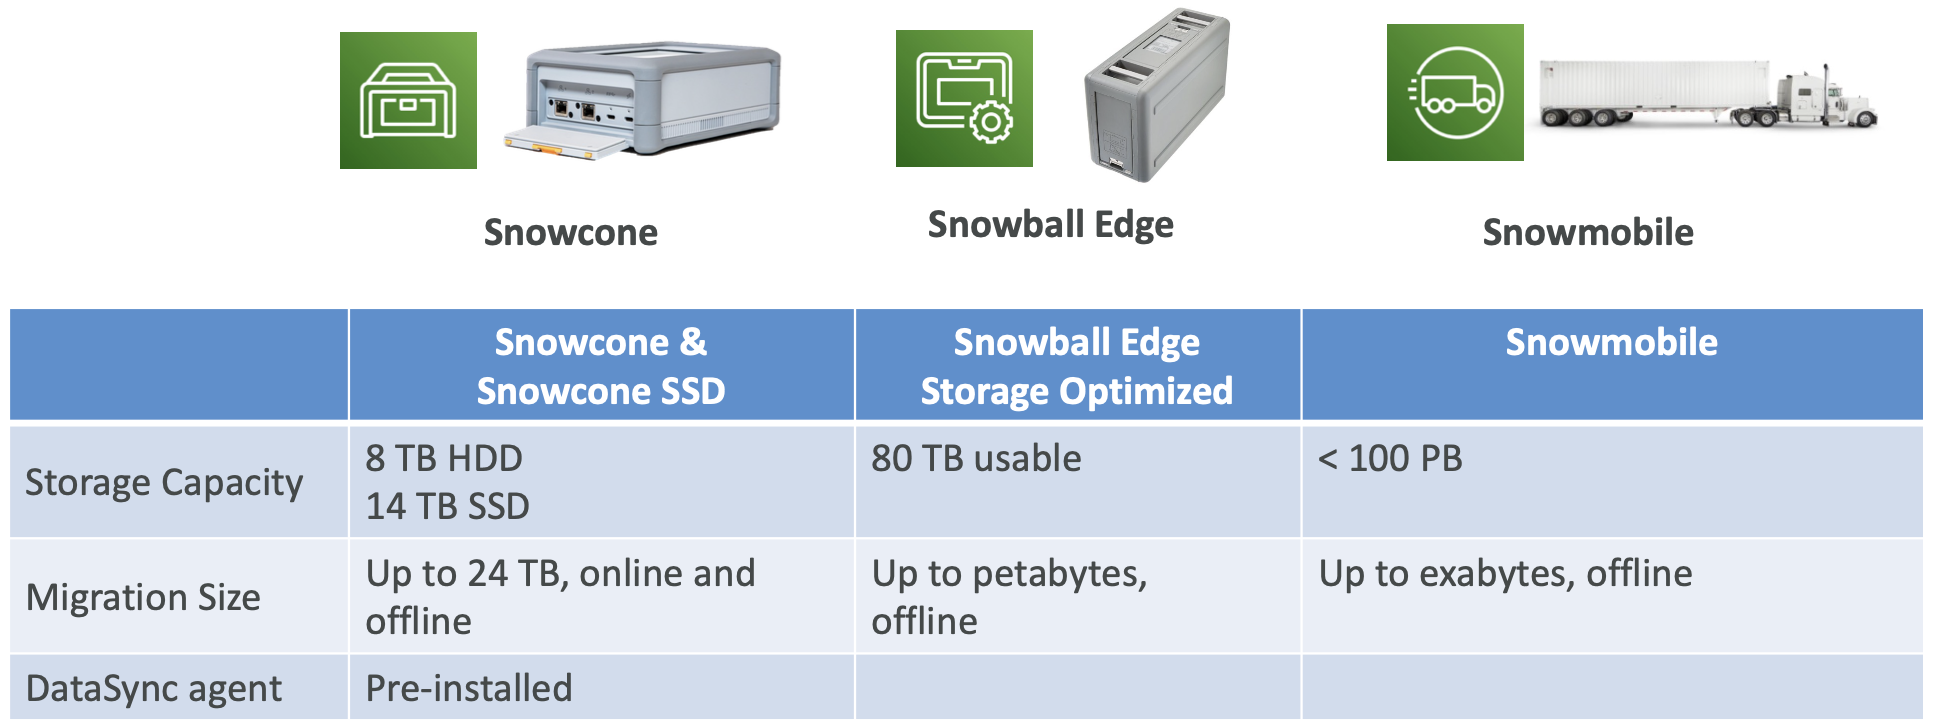 Snowcone
Snowball Edge
Snowmobile
Snowcone &
Snowcone SSD
Snowball Edge
Storage Optimized
Snowmobile
Storage Capacity
8 TB HDD
14 TB SSD
80 TB usable
< 100 PB
Migration Size
Up to 24 TB, online and
offline
Up to petabytes,
offline
Up to exabytes, offline
DataSync agent
Pre-installed